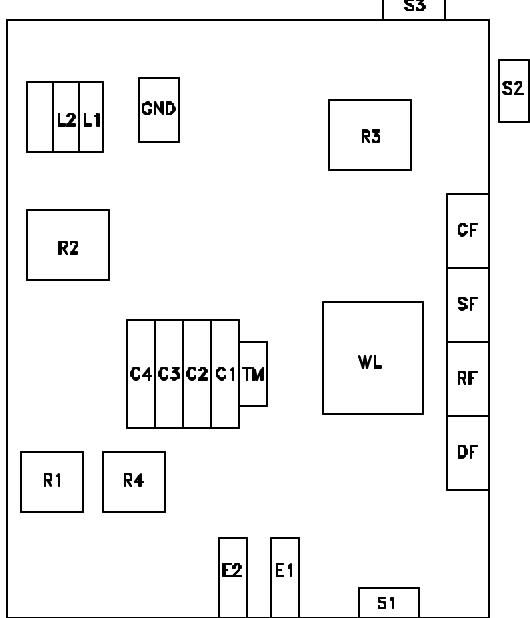 S3
S2
L2 L1
GND
R3
CF
R2
SF
C4 C3 C2 C1 TM
WL
RF
DF
R1
R4
E2
E1
S1